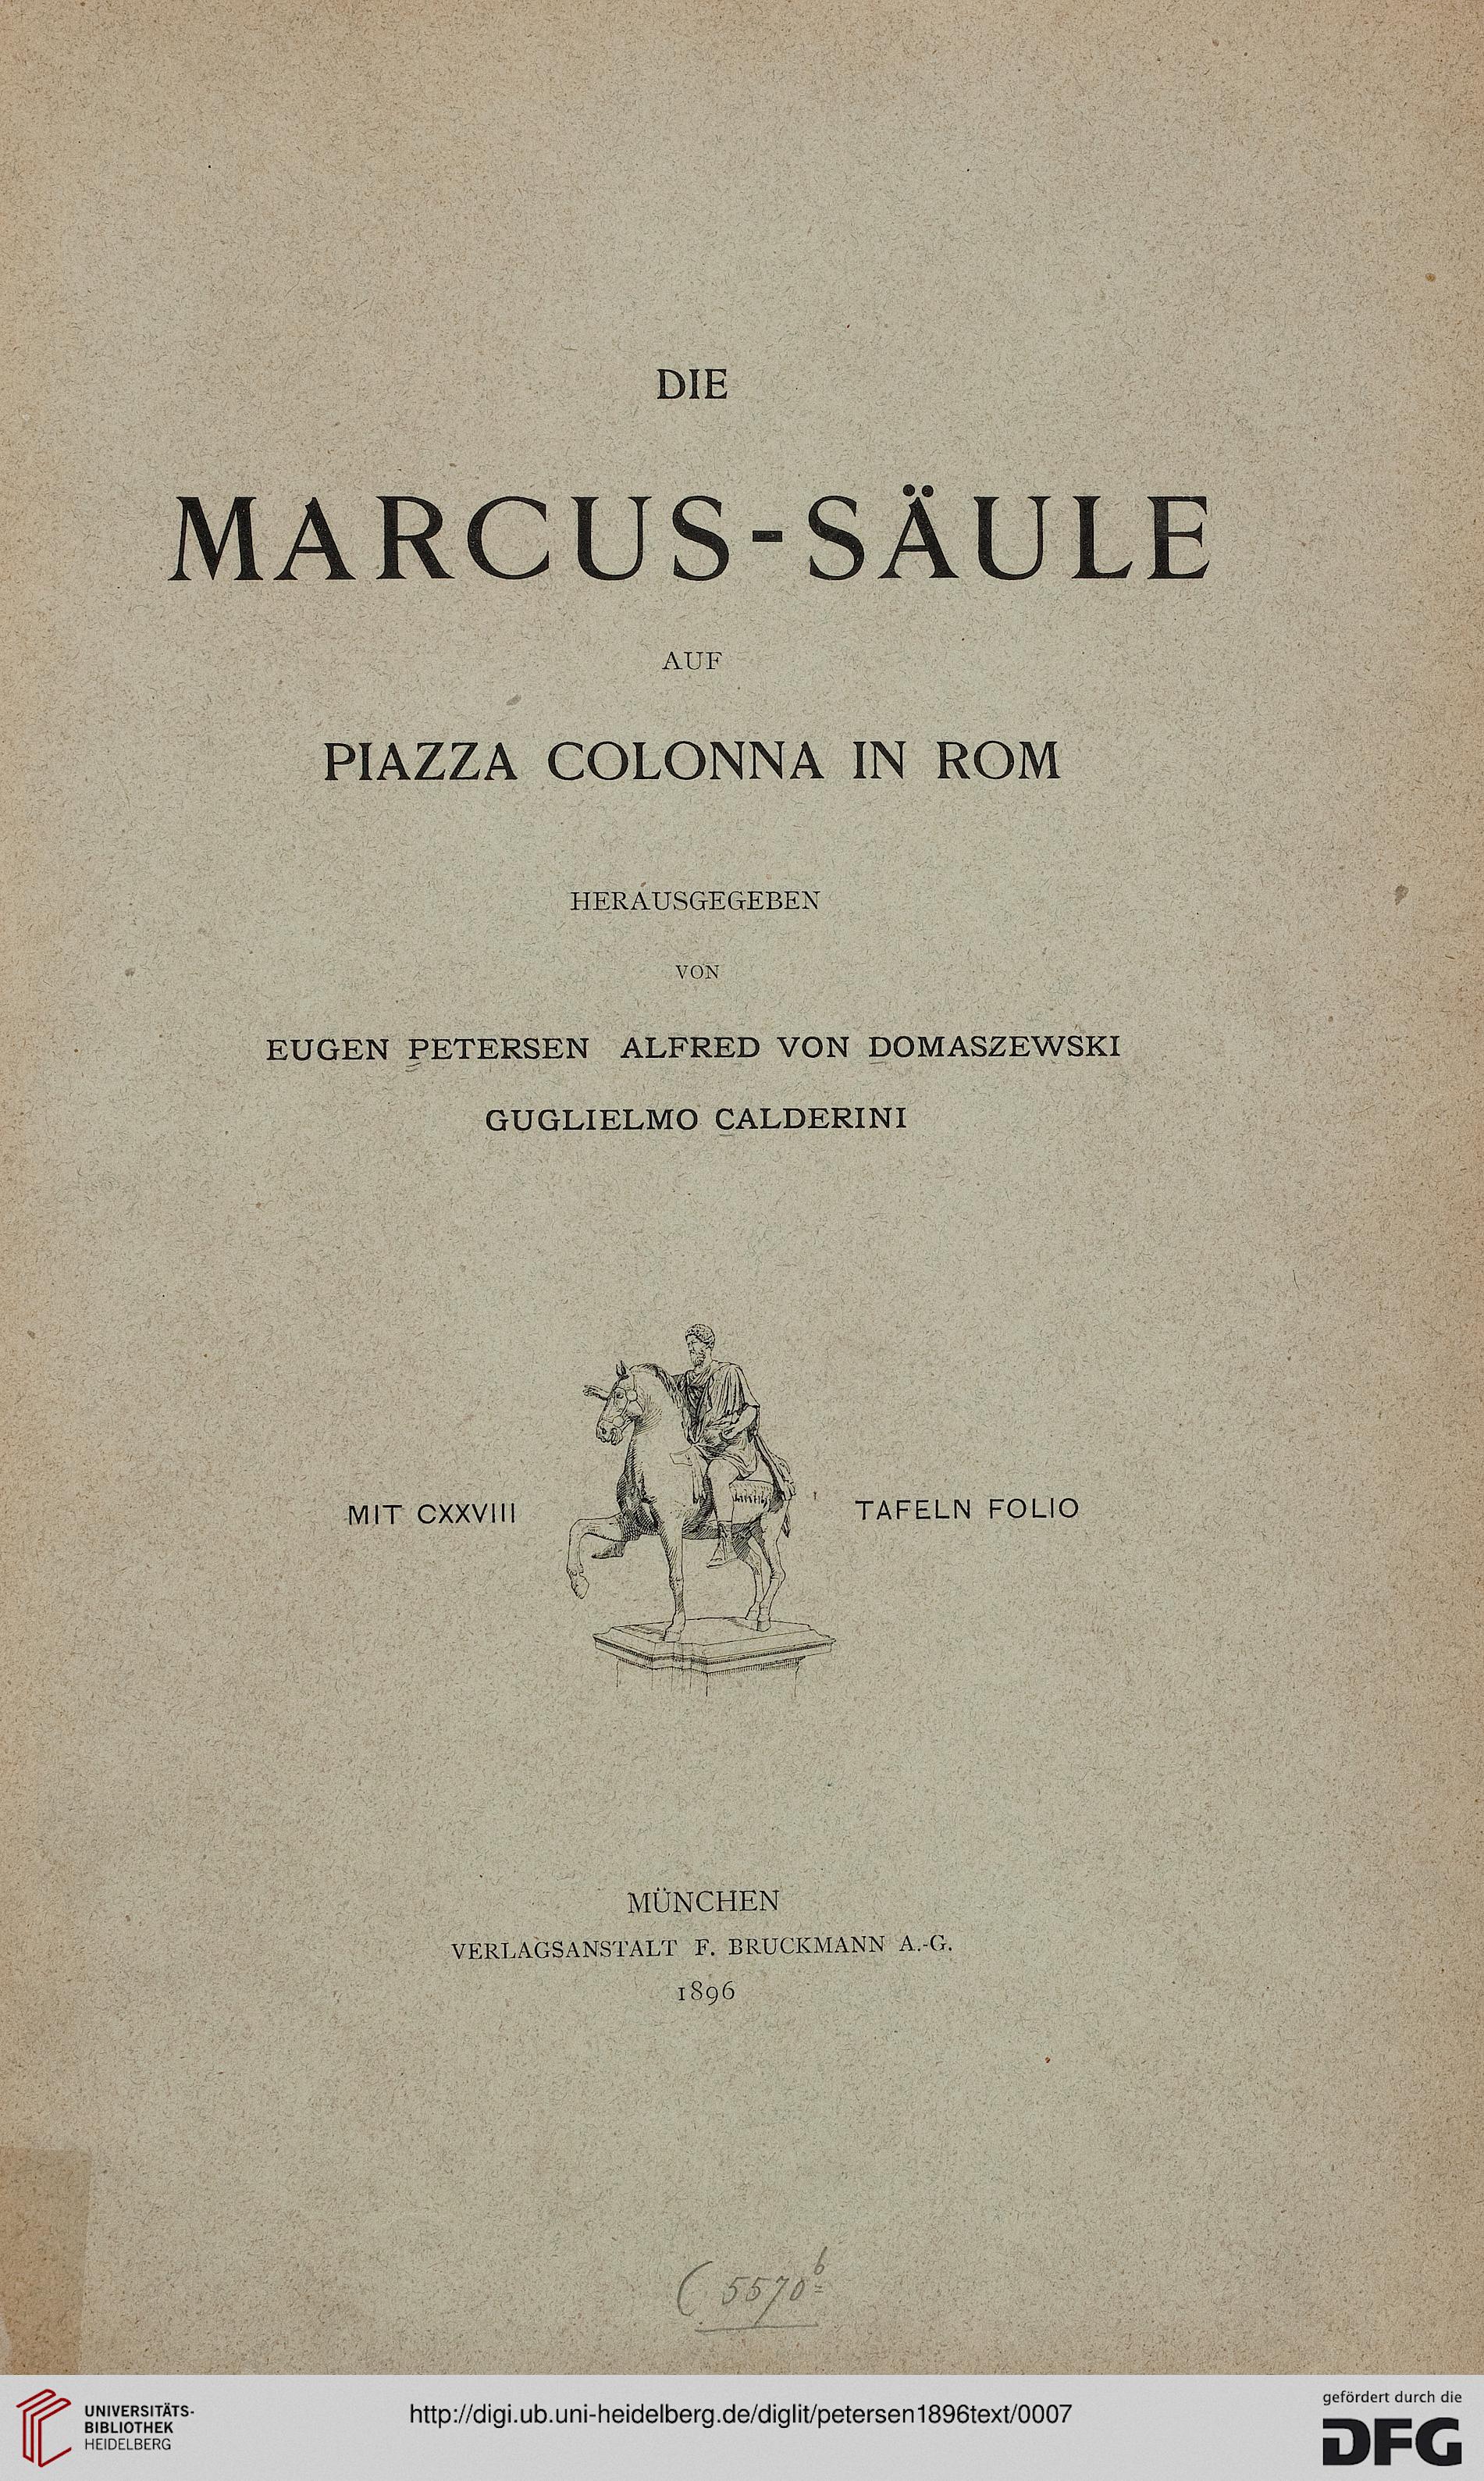 DIE
MARCUS-SÄULE
AUF
PIAZZA COLONNA IN ROM
HERAUSGEGEBEN
VON
EUGEN PETERSEN ALFRED VON DOMASZEWSKI
GUGLIELMO CALDERINI
MIT CXXVIII TAFELN FOLIO
MÜNCHEN
VERLAGSANSTALT F. BRUCKMANN A.-G.
1896
( 5570 b
UNIVERSITÄTS-
BIBLIOTHEK
HEIDELBERG
http://digi.ub.uni-heidelberg.de/diglit/petersen1896text/0007
gefördert durch die
DFG